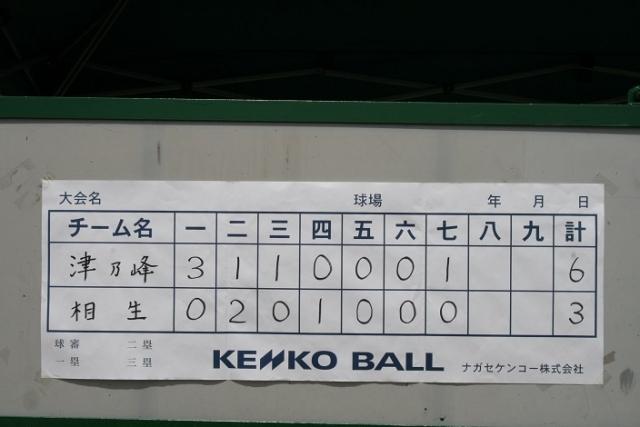 大会名 球場 年 月 日
チーム名 一 二 三 四 五 六 七 八 九 計
津乃峰 3 1 1 0 0 0 1 6
相生 0 2 0 1 0 0 0 3
球審 二塁
一塁 三塁
KENKO BALL ナガセケンコー株式会社